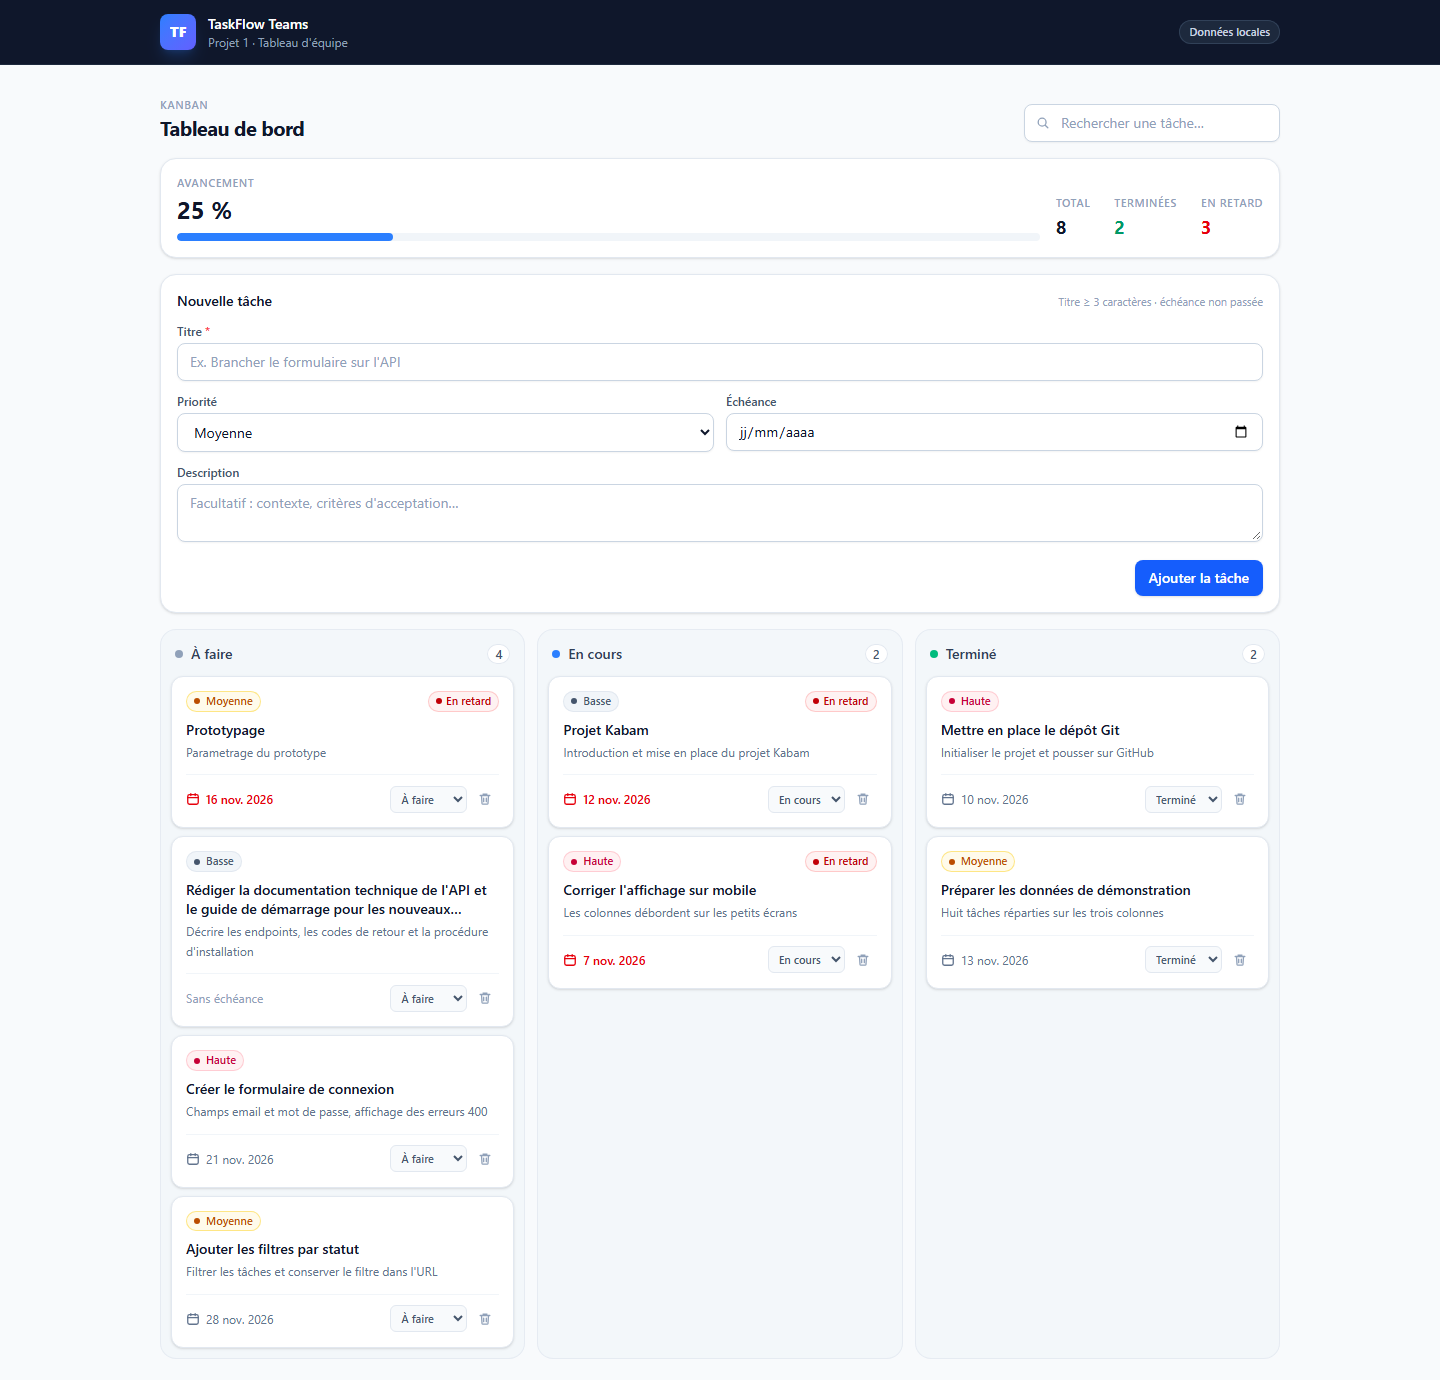 TF
TaskFlow Teams
Projet 1 · Tableau d'équipe
Données locales
KANBAN
Tableau de bord
Rechercher une tâche...
AVANCEMENT
25 %
TOTAL
8
TERMINÉES
2
EN RETARD
3
Nouvelle tâche
Titre ≥ 3 caractères · échéance non passée
Titre *
Ex. Brancher le formulaire sur l'API
Priorité
Moyenne
Échéance
jj/mm/aaaa
Description
Facultatif : contexte, critères d'acceptation...
Ajouter la tâche
À faire
4
Moyenne
En retard
Prototypage
Parametrage du prototype
16 nov. 2026
À faire
Basse
Rédiger la documentation technique de l'API et
le guide de démarrage pour les nouveaux...
Décrire les endpoints, les codes de retour et la procédure
d'installation
Sans échéance
À faire
Haute
Créer le formulaire de connexion
Champs email et mot de passe, affichage des erreurs 400
21 nov. 2026
À faire
Moyenne
Ajouter les filtres par statut
Filtrer les tâches et conserver le filtre dans l'URL
28 nov. 2026
À faire
En cours
2
Basse
En retard
Projet Kabam
Introduction et mise en place du projet Kabam
12 nov. 2026
En cours
Haute
En retard
Corriger l'affichage sur mobile
Les colonnes débordent sur les petits écrans
7 nov. 2026
En cours
Terminé
2
Haute
Mettre en place le dépôt Git
Initialiser le projet et pousser sur GitHub
10 nov. 2026
Terminé
Moyenne
Préparer les données de démonstration
Huit tâches réparties sur les trois colonnes
13 nov. 2026
Terminé